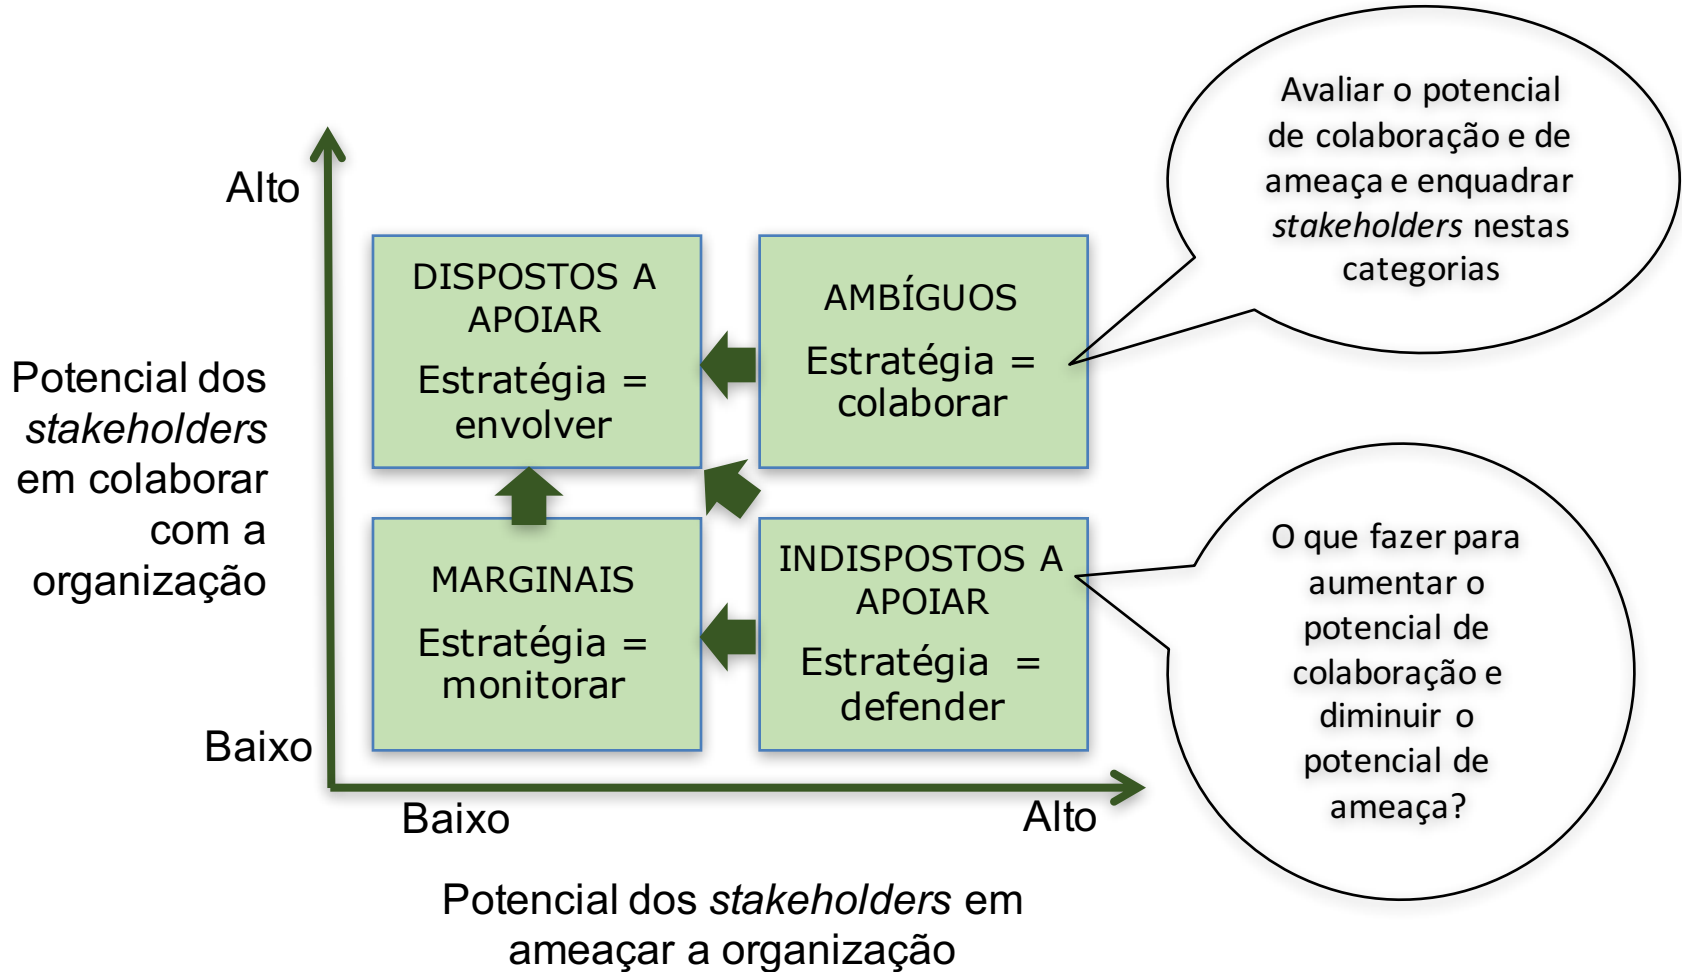 Alto
Potencial dos
stakeholders
em colaborar
com a
organização
Baixo
DISPOSTOS A
APOIAR
Estratégia =
envolver
AMBÍGUOS
Estratégia =
colaborar
MARGINAIS
Estratégia =
monitorar
INDISPOSTOS A
APOIAR
Estratégia =
defender
Baixo
Alto
Potencial dos stakeholders em
ameaçar a organização
Avaliar o potencial
de colaboração e de
ameaça e enquadrar
stakeholders nestas
categorias
O que fazer para
aumentar o
potencial de
colaboração e
diminuir o
potencial de
ameaça?